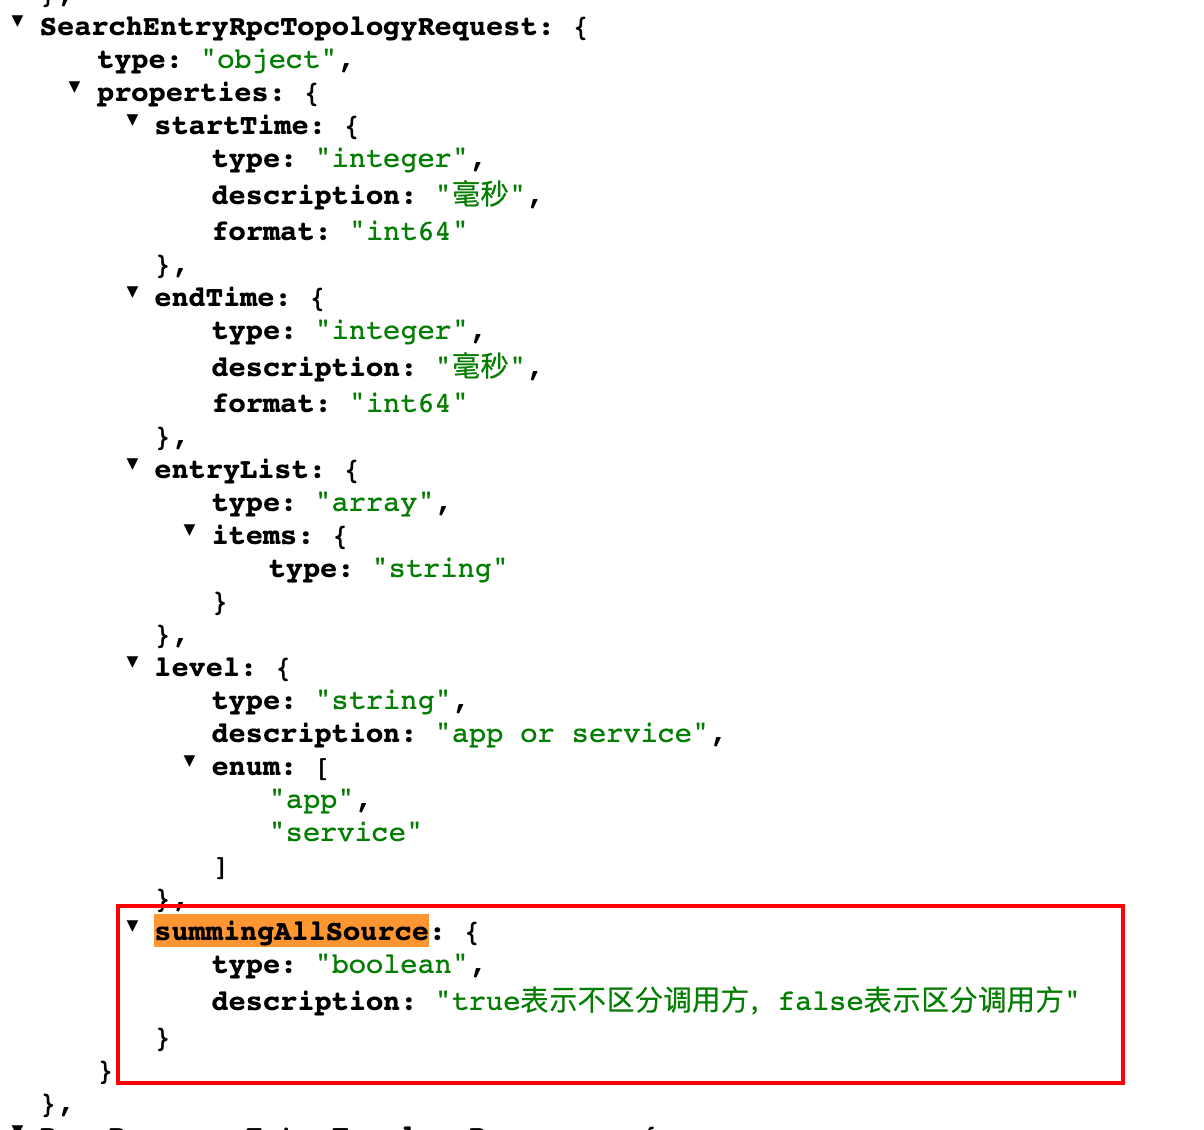 SearchEntryRpcTopologyRequest: {
type: "object",
properties: {
startTime: {
type: "integer",
description: "毫秒",
format: "int64"
},
endTime: {
type: "integer",
description: "毫秒",
format: "int64"
},
entryList: {
type: "array",
items: {
type: "string"
}
},
level: {
type: "string",
description: "app or service",
enum: [
"app",
"service"
]
},
summingAllSource: {
type: "boolean",
description: "true表示不区分调用方，false表示区分调用方"
}
}
},